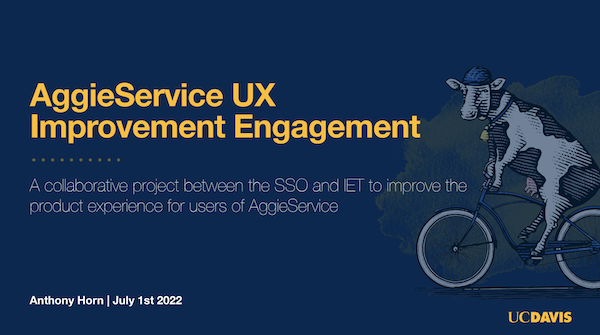 AggieService UX
Improvement Engagement
A collaborative project between the SSO and IET to improve the
product experience for users of AggieService
Anthony Horn | July 1st 2022
UCDAVIS